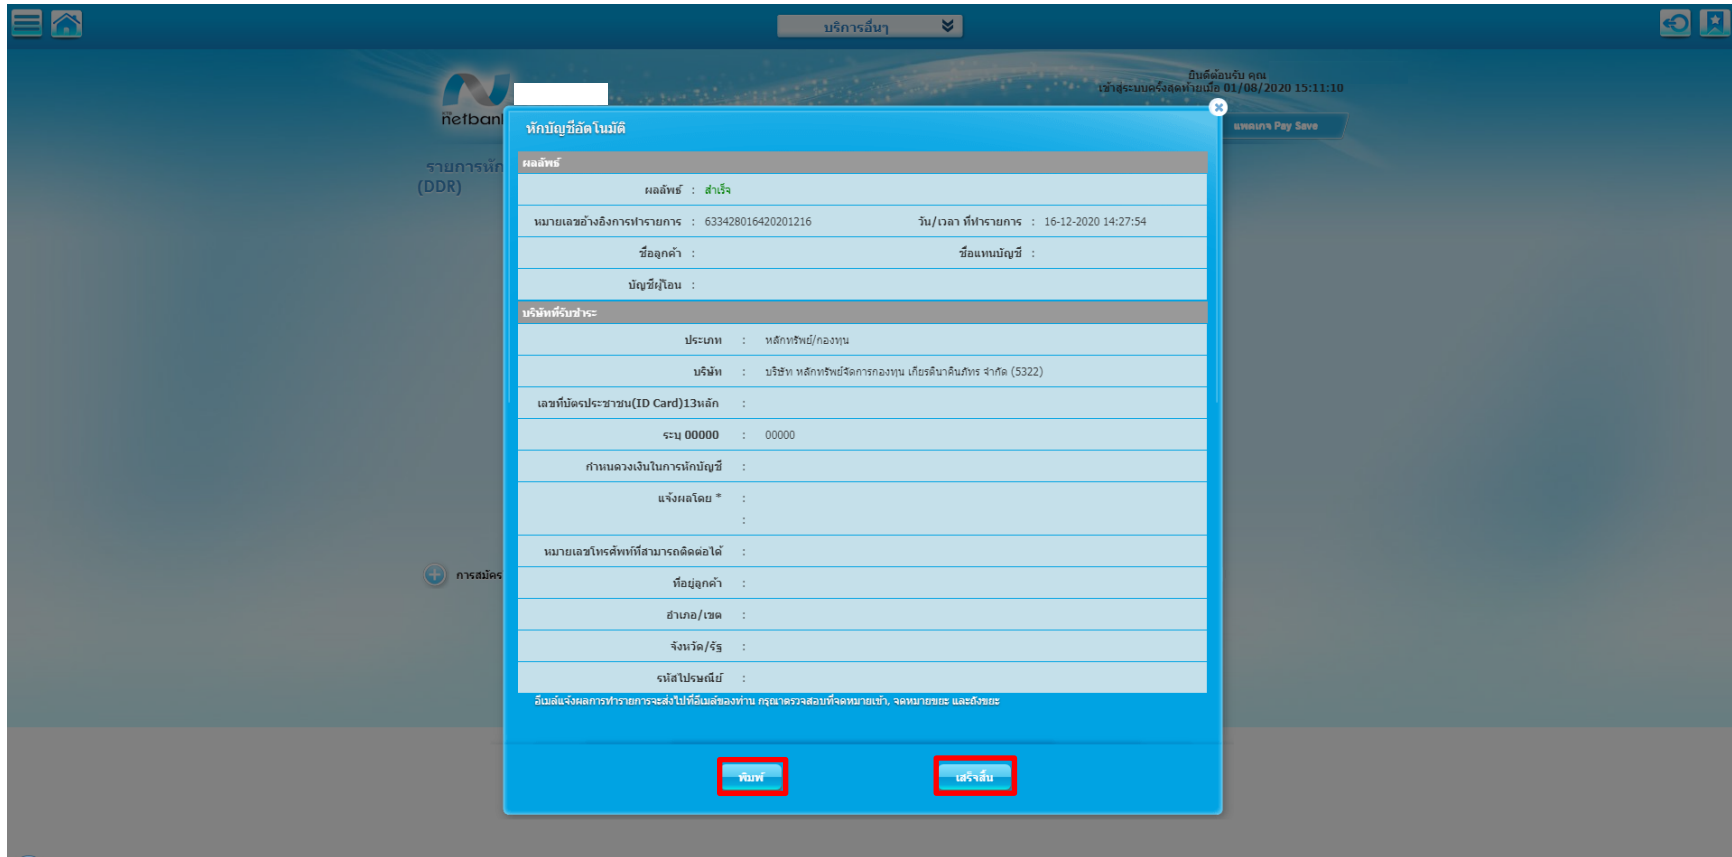 บริการอื่นๆ
ยินดีต้อนรับ คุณ
เข้าสู่ระบบครั้งสุดท้ายเมื่อ 01/08/2020 15:11:10
netban
แพคเกจ Pay Save
รายการหัก
(DDR)
หักบัญชีอัตโนมัติ
ผลลัพธ์
ผลลัพธ์ : สำเร็จ
หมายเลขอ้างอิงการทำรายการ : 633428016420201216 วัน/เวลา ที่ทำรายการ : 16-12-2020 14:27:54
ชื่อลูกค้า : ชื่อแทนบัญชี :
บัญชีผู้โอน :
บริษัทที่รับชำระ
ประเภท : หลักทรัพย์/กองทุน
บริษัท : บริษัท หลักทรัพย์จัดการกองทุน เกียรตินาคินภัทร จำกัด (5322)
เลขที่บัตรประชาชน(ID Card)13หลัก :
ระบุ 00000 : 00000
กำหนดวงเงินในการหักบัญชี :
แจ้งผลโดย * :
:
หมายเลขโทรศัพท์ที่สามารถติดต่อได้ :
ที่อยู่ลูกค้า :
อำเภอ/เขต :
จังหวัด/รัฐ :
รหัสไปรษณีย์ :
อีเมล์แจ้งผลการทำรายการจะส่งไปที่อีเมล์ของท่าน กรุณาตรวจสอบที่จดหมายเข้า, จดหมายขยะ และถังขยะ
การสมัคร
พิมพ์ เสร็จสิ้น